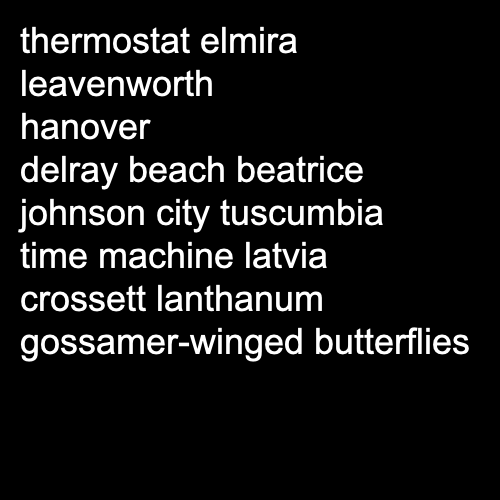 thermostat elmira
leavenworth
hanover
delray beach beatrice
johnson city tuscumbia
time machine latvia
crossett lanthanum
gossamer-winged butterflies